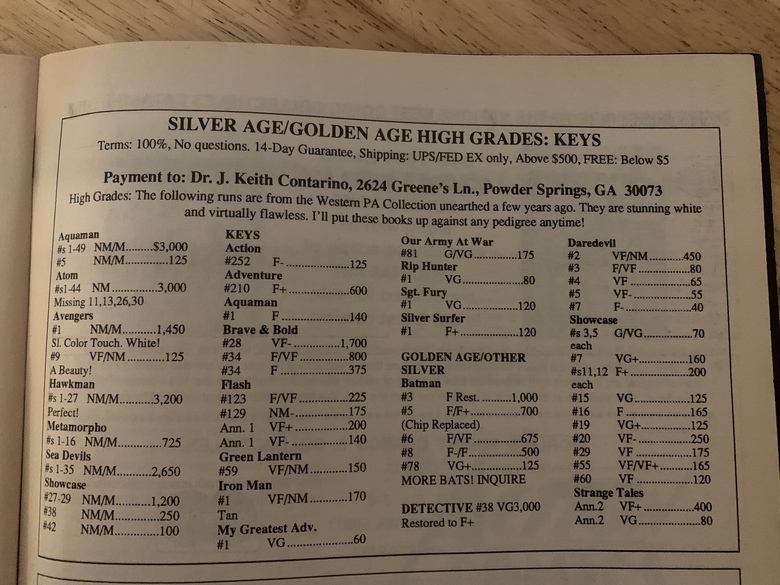 SILVER AGE/GOLDEN AGE HIGH GRADES: KEYS
Terms: 100%, No questions. 14-Day Guarantee, Shipping: UPS/FED EX only, Above $500, FREE: Below $5
Payment to: Dr. J. Keith Contarino, 2624 Greene's Ln., Powder Springs, GA 30073
High Grades: The following runs are from the Western PA Collection unearthed a few years ago. They are stunning white
and virtually flawless. I'll put these books up against any pedigree anytime!
Aquaman
#s 1-49 NM/M.........$3,000
#5 NM/M..............125
Atom
#s1-44 NM..............3,000
Missing 11,13,26,30
Avengers
#1 NM/M...........1,450
Sl. Color Touch. White!
#9 VF/NM............125
A Beauty!
Hawkman
#s 1-27 NM/M...........3,200
Perfect!
Metamorpho
#s 1-16 NM/M..............725
Sea Devils
#s 1-35 NM/M...........2,650
Showcase
#27-29 NM/M...........1,200
#38 NM/M..............250
#42 NM/M..............100
KEYS
Action
#252 F-....................125
Adventure
#210 F+....................600
Aquaman
#1 F......................140
Brave & Bold
#28 VF-...............1,700
#34 F/VF................800
#34 F......................375
Flash
#123 F/VF................225
#129 NM-.................175
Ann. 1 VF+..................200
Ann. 1 VF-..................140
Green Lantern
#59 VF/NM.............150
Iron Man
#1 VF/NM.............170
Tan
My Greatest Adv.
#1 VG.....................60
Our Army At War
#81 G/VG..............175
Rip Hunter
#1 VG....................80
Sgt. Fury
#1 VG..................120
Silver Surfer
#1 F+...................120
GOLDEN AGE/OTHER
SILVER
Batman
#3 F Rest. ..........1,000
#5 F/F+................700
(Chip Replaced)
#6 F/VF...............675
#8 F-/F.................500
#78 VG+................125
MORE BATS! INQUIRE
DETECTIVE #38 VG3,000
Restored to F+
Daredevil
#2 VF/NM...........450
#3 F/VF................80
#4 VF...................65
#5 VF-..................55
#7 F-....................40
Showcase
#s 3,5 G/VG...............70
each
#7 VG+................160
#s11,12 F+...................200
each
#15 VG..................125
#16 F.....................165
#19 VG+................125
#20 VF-.................250
#29 VF..................175
#55 VF/VF+..........165
#60 VF..................120
Strange Tales
Ann.2 VF+................400
Ann.2 VG...................80